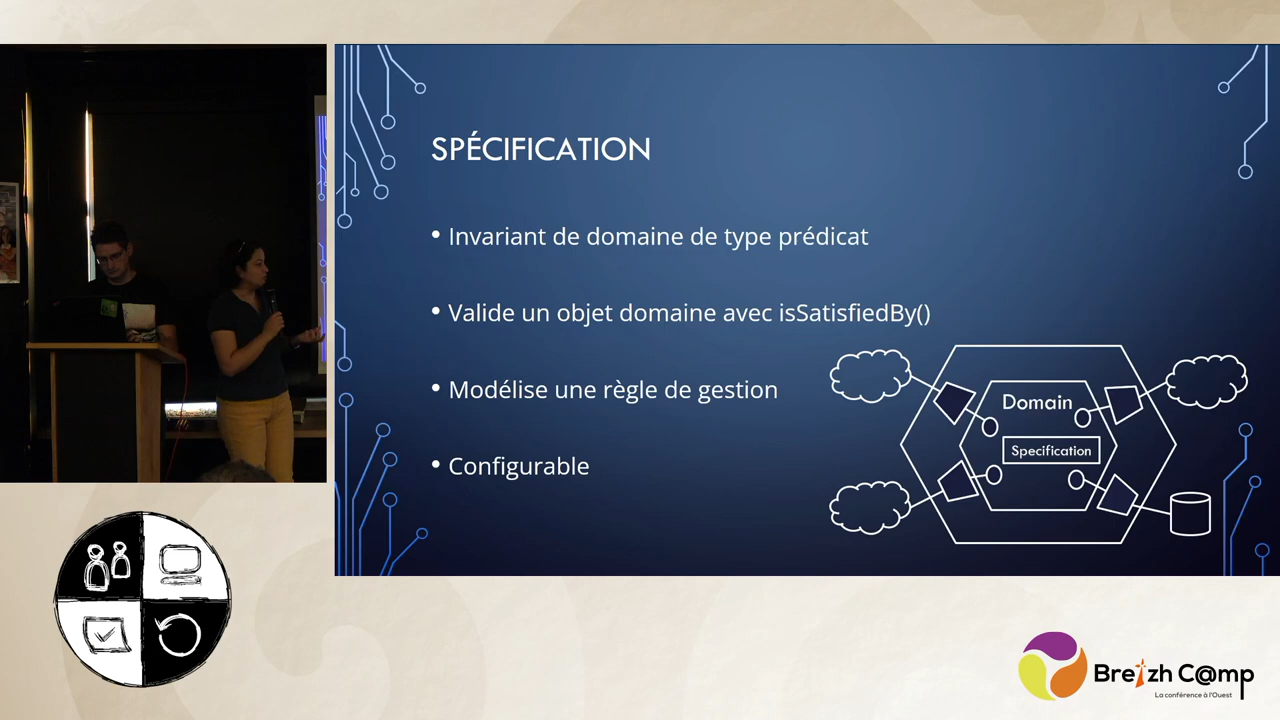 SPÉCIFICATION
• Invariant de domaine de type prédicat
• Valide un objet domaine avec isSatisfiedBy()
• Modélise une règle de gestion
• Configurable
Domain
Specification
Breizh C@mp
La conférence à l'Ouest